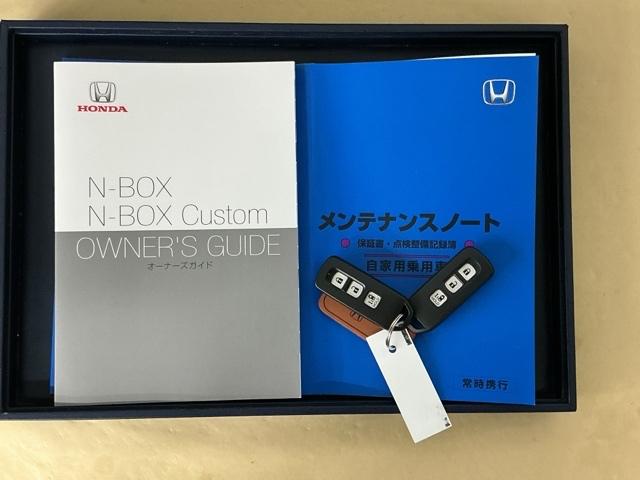 HONDA
N-BOX
N-BOX Custom
OWNER'S GUIDE
オーナーズガイド
メンテナンスノート
保証書・点検整備記録簿
自家用乗用車
常時携行